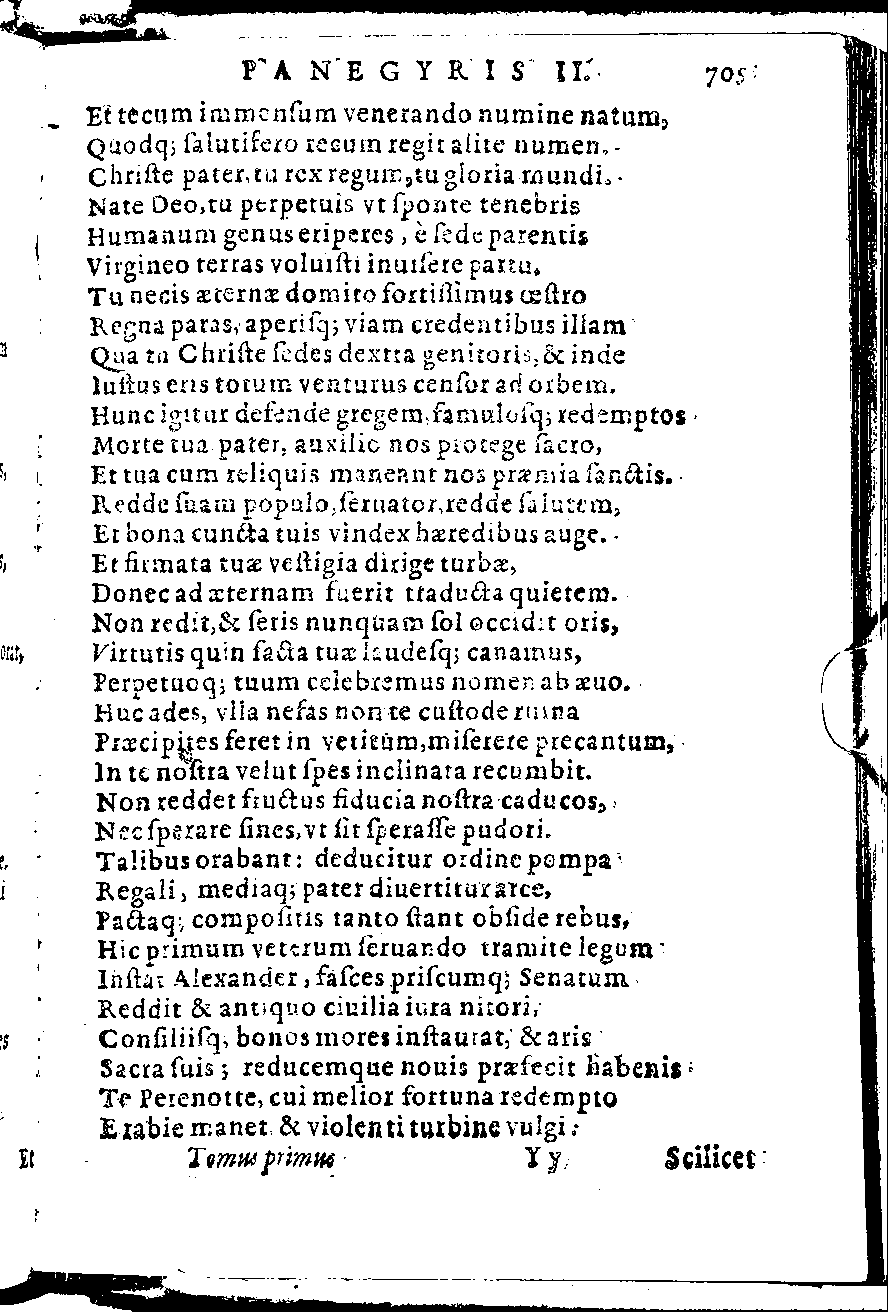 PANEGYRIS II. 705
Et tecum immenſum venerando numine natum,
Quodq; ſalutifero tecum regit alite numen.
Chriſte pater, tu rex regum, tu gloria mundi.
Nate Deo, tu perpetuis vt ſponte tenebris
Humanum genus eriperes, è ſede parentis
Virgineo terras voluiſti inuiſere partu.
Tu necis æternæ domito fortiſſimus œſtro
Regna paras, aperiſq; viam credentibus illam
Qua tu Chriſte ſedes dextra genitoris, & inde
Iuſtus eris totum venturus cenſor ad orbem.
Hunc igitur defende gregem, famuloſq; redemptos
Morte tua pater, auxilio nos protege ſacro,
Et tua cum reliquis maneant nos præmia ſanctis.
Redde ſuam populo, ſeruator, redde ſalutem,
Et bona cuncta tuis vindex hæredibus auge.
Et firmata tuæ veſtigia dirige turbæ,
Donec ad æternam fuerit traducta quietem.
Non redit, & ſeris nunquam ſol occidit oris,
Virtutis quin facta tuæ laudeſq; canamus,
Perpetuoq; tuum celebremus nomen ab æuo.
Huc ades, vlla nefas non te cuſtode ruina
Præcipites feret in vetitum, miſerere precantum,
In te noſtra velut ſpes inclinata recumbit.
Non reddet fructus fiducia noſtra caducos,
Nec ſperare ſines, vt ſit ſperaſſe pudori.
Talibus orabant: deducitur ordine pompa
Regali, mediaq; pater diuertitur arce,
Pactaq; compoſitis tanto ſtant obſide rebus,
Hic primum veterum ſeruando tramite legum
Inſtat Alexander, faſces priſcumq; Senatum
Reddit & antiquo ciuilia iura nitori,
Conſiliiſq; bonos mores inſtaurat, & aris
Sacra ſuis; reducemque nouis præfecit habenis
Te Perenotte, cui melior fortuna redempto
E rabie manet & violenti turbine vulgi:
Et Tomus primus Yy Scilicet